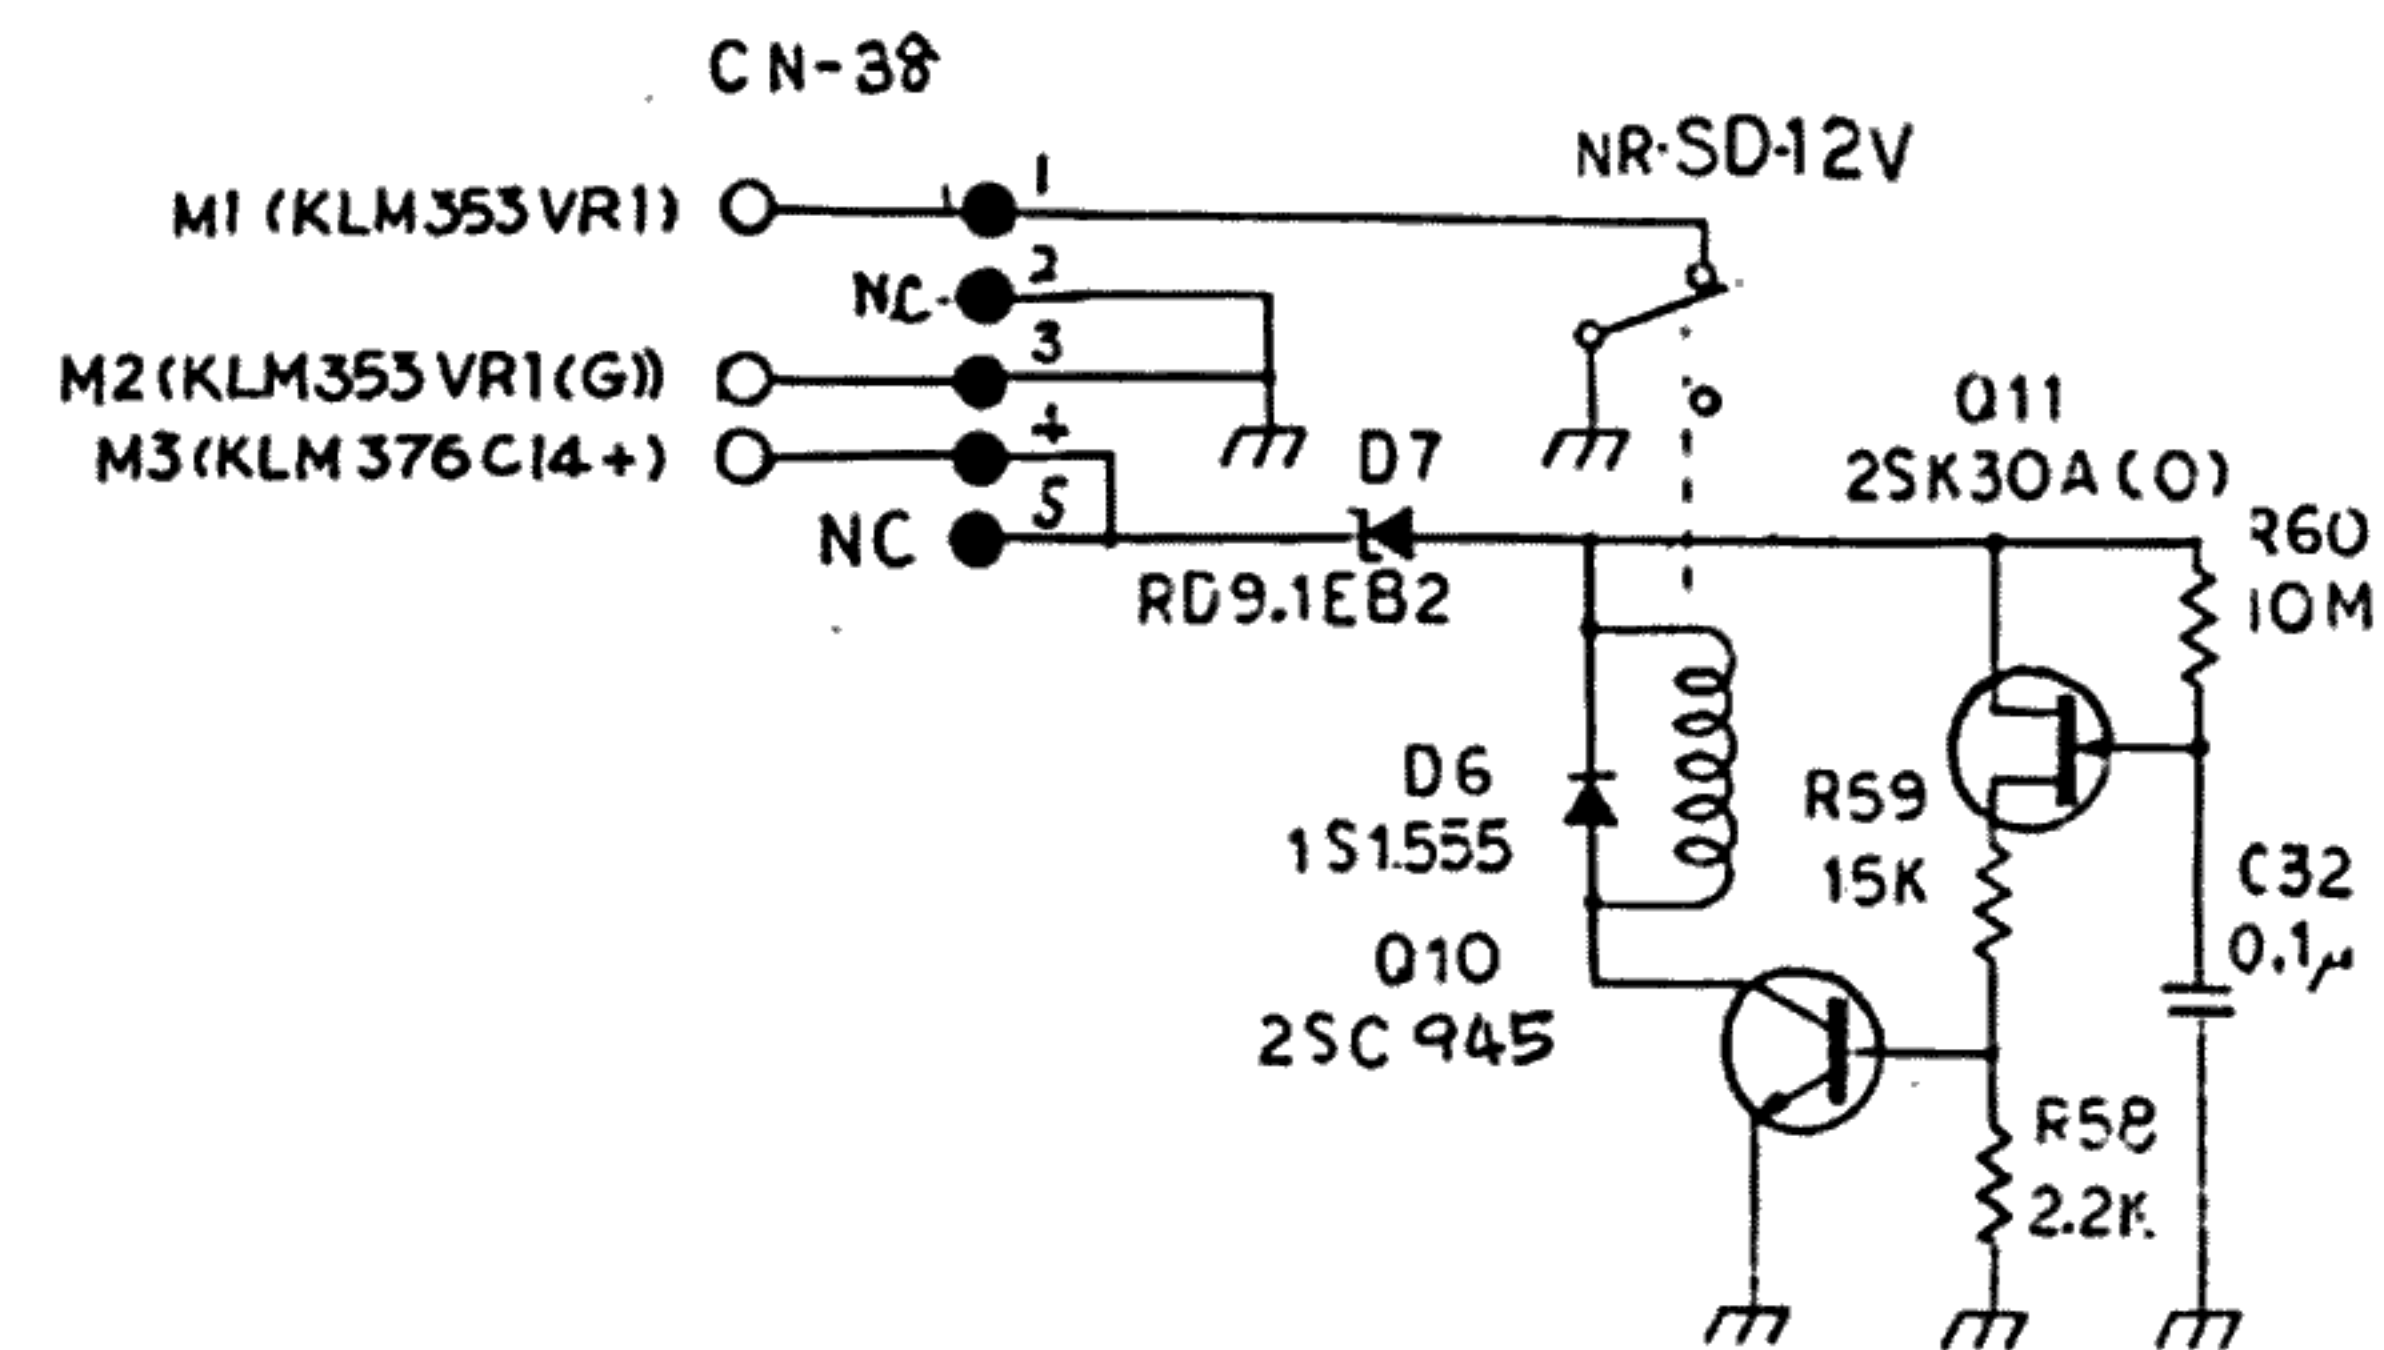 CN-38
NR-SD-12V
M1 (KLM353VR1)
1
NC
2
M2(KLM353VR1(G))
3
M3(KLM376C14+)
4
NC
5
D7
RD9.1EB2
Q11
2SK30A(O)
R60
10M
D6
1S1555
R59
15K
C32
0.1μ
Q10
2SC945
R58
2.2K